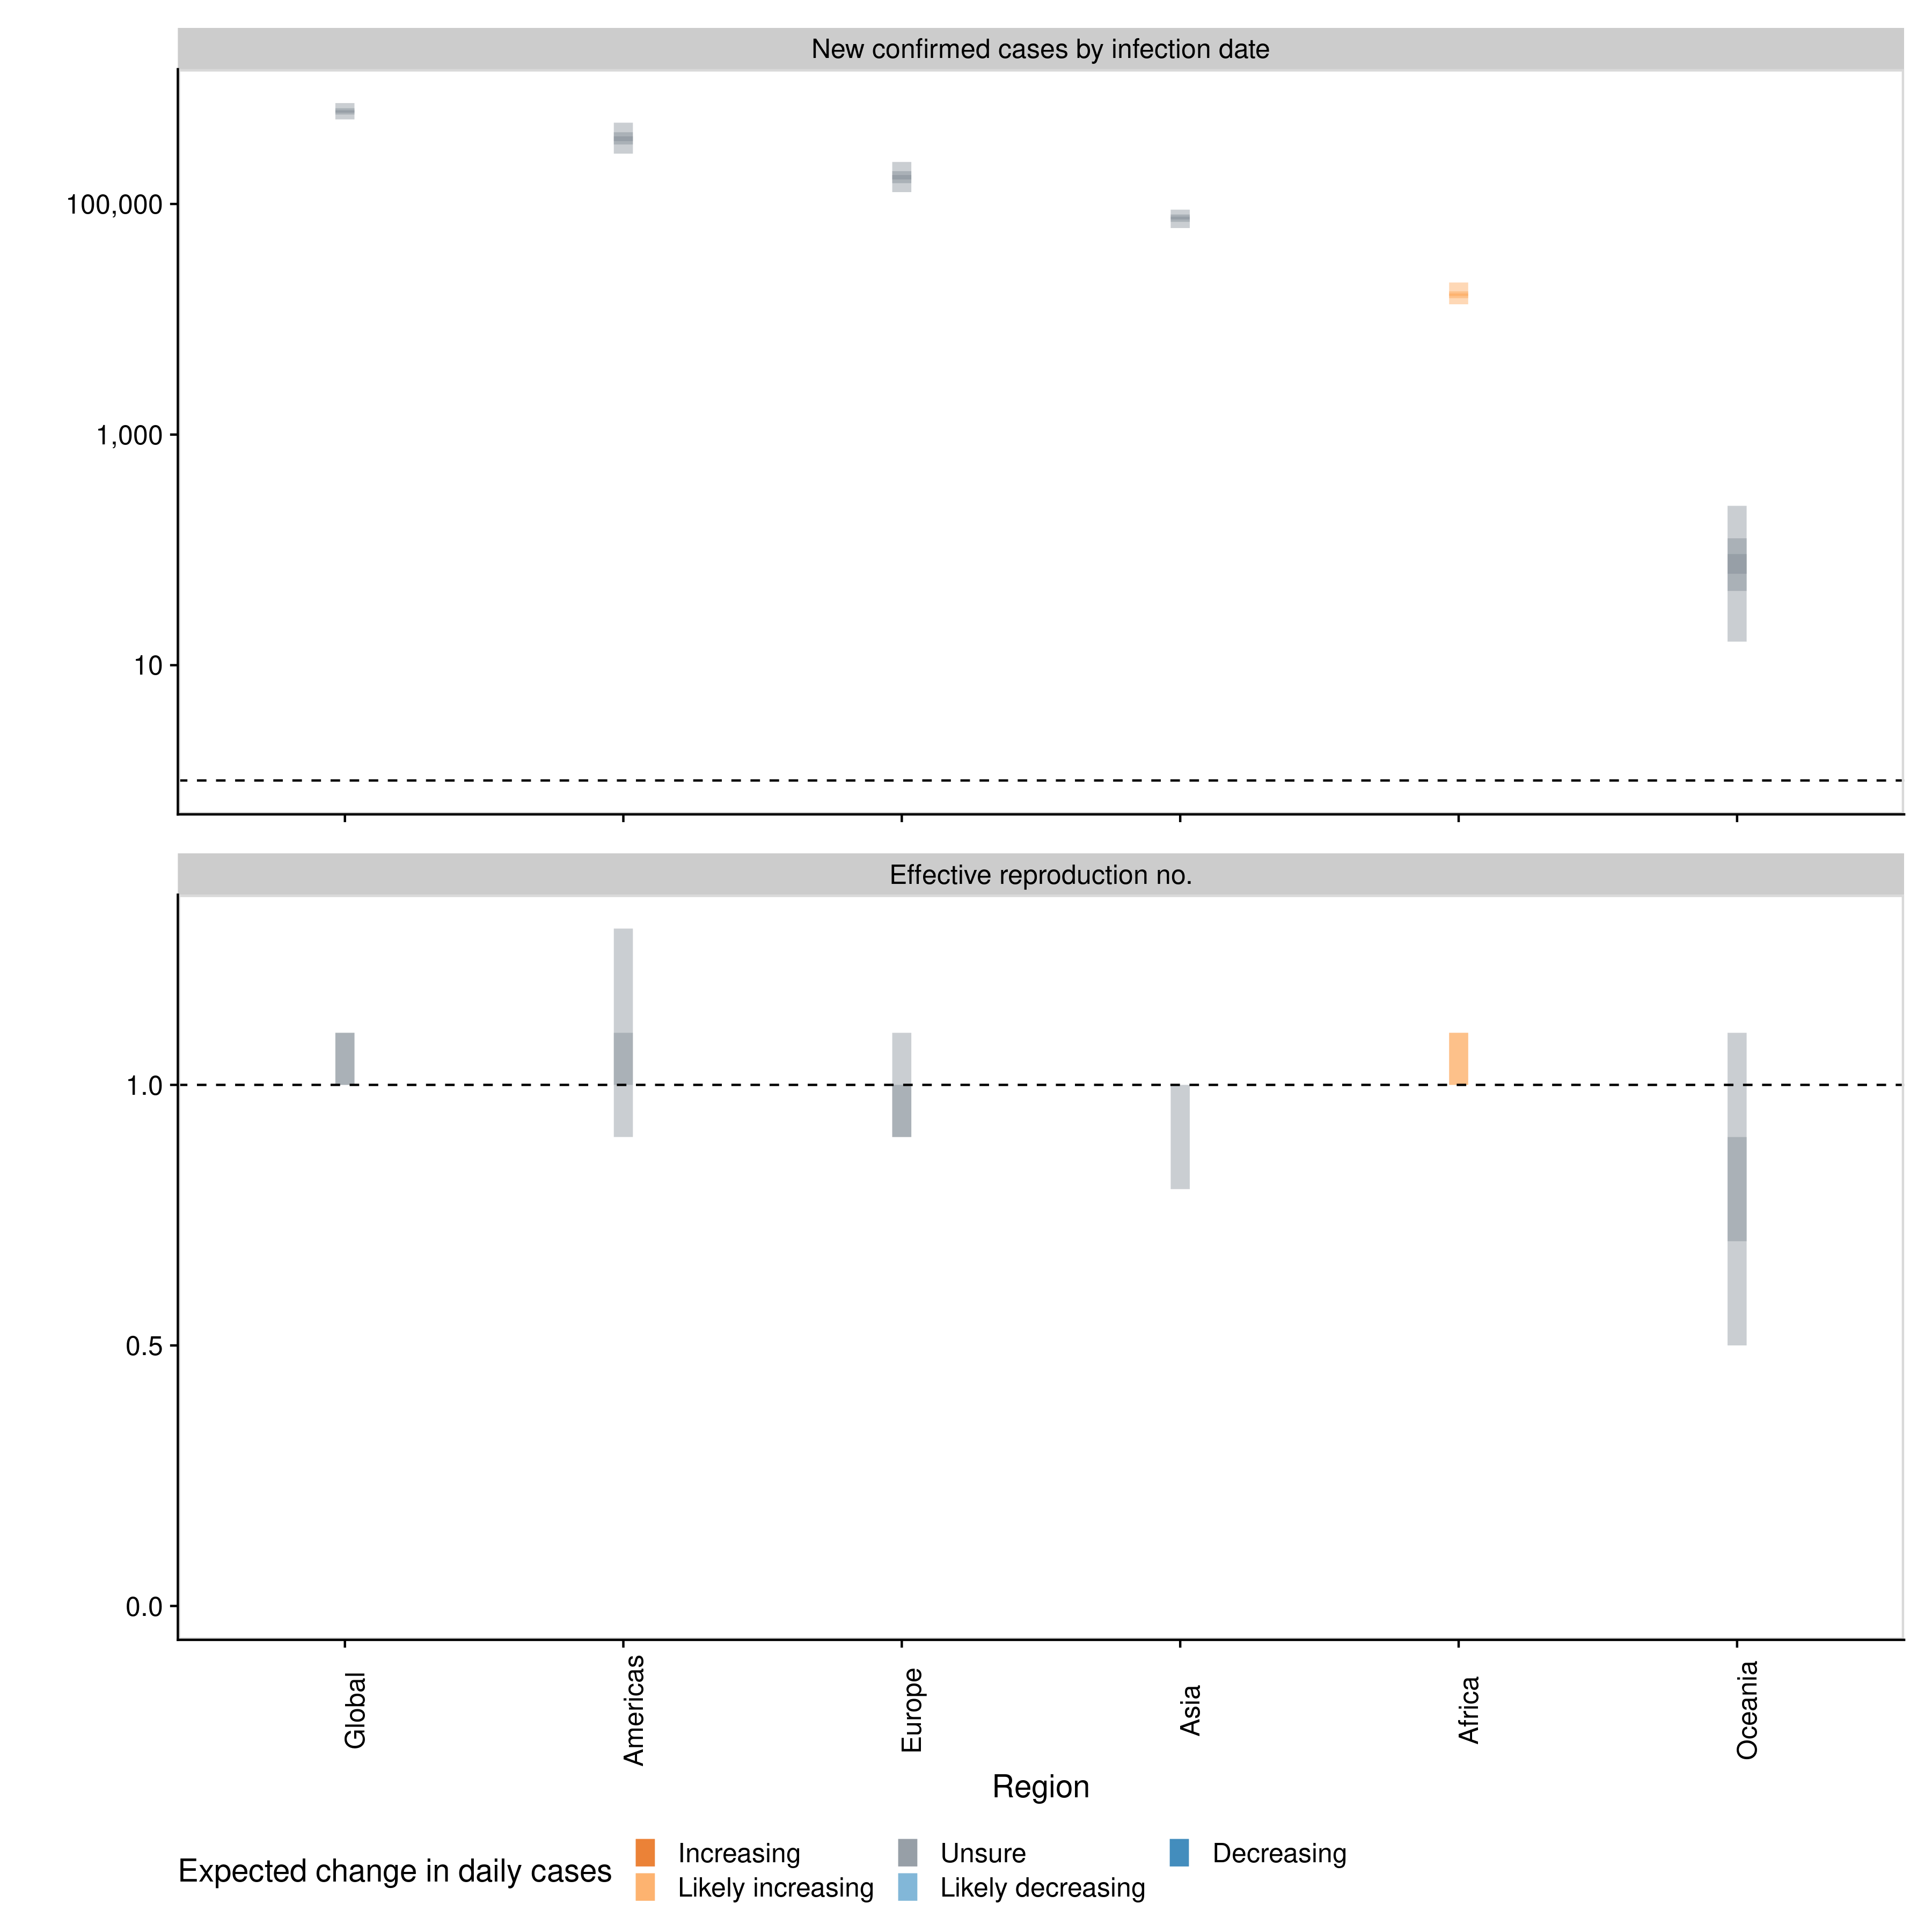 New confirmed cases by infection date
100,000
1,000
10
Effective reproduction no.
1.0
0.5
0.0
Global
Americas
Europe
Asia
Africa
Oceania
Region
Expected change in daily cases
Increasing
Unsure
Decreasing
Likely increasing
Likely decreasing